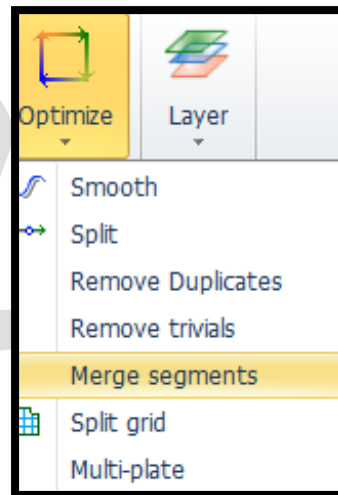 Optimize Layer
Smooth
Split
Remove Duplicates
Remove trivials
Merge segments
Split grid
Multi-plate